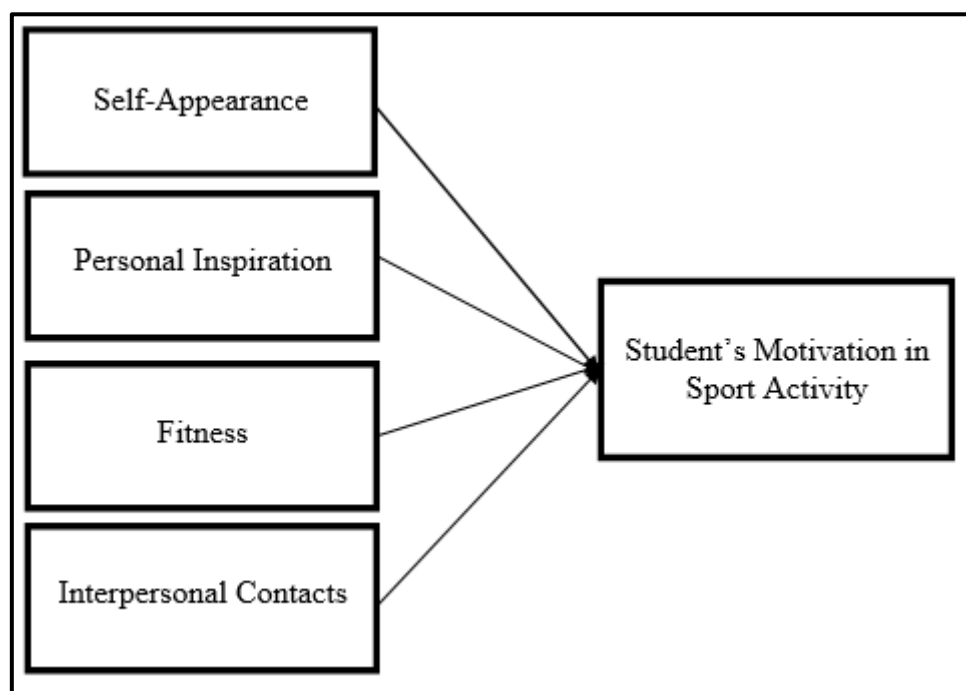 Self-Appearance
Personal Inspiration
Fitness
Interpersonal Contacts
Student’s Motivation in
Sport Activity